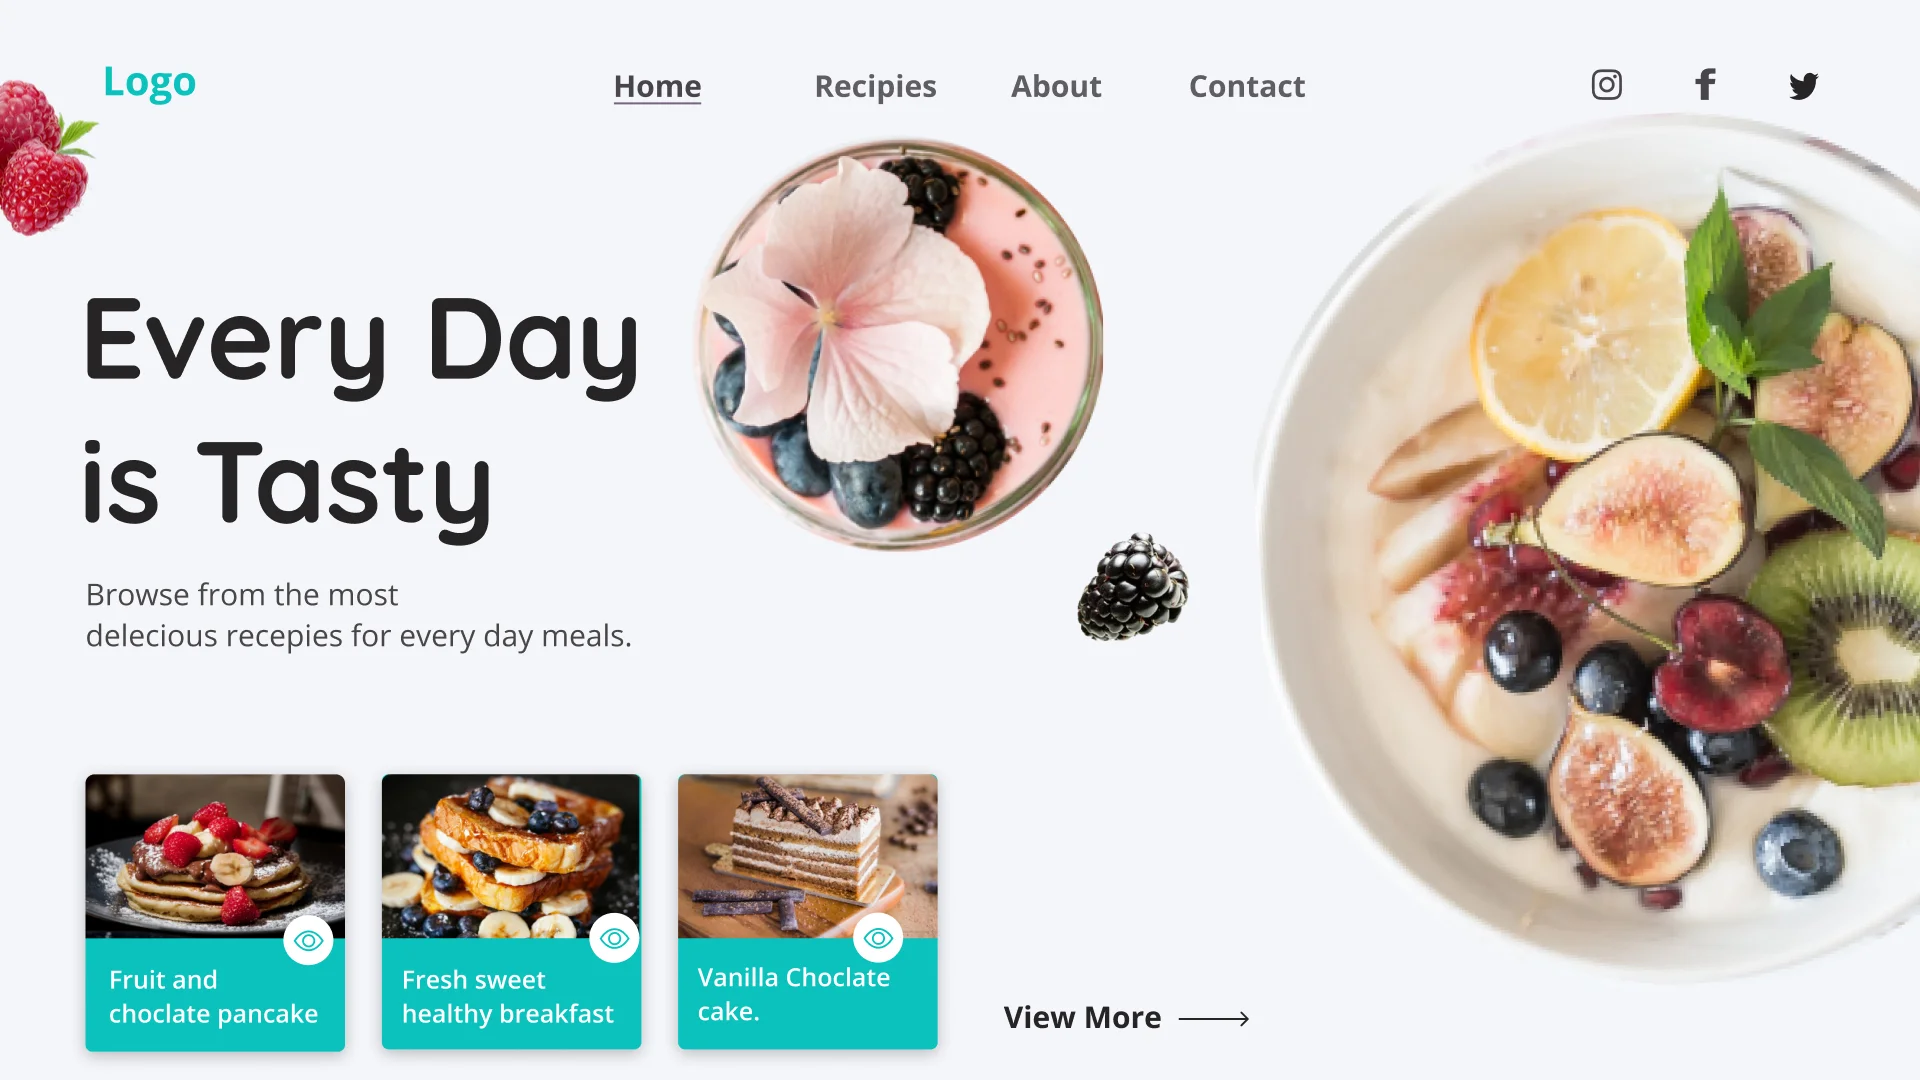 Logo
Home
Recipies
About
Contact
Every Day
is Tasty
Browse from the most
delecious recepies for every day meals.
Fruit and
choclate pancake
Fresh sweet
healthy breakfast
Vanilla Choclate
cake.
View More